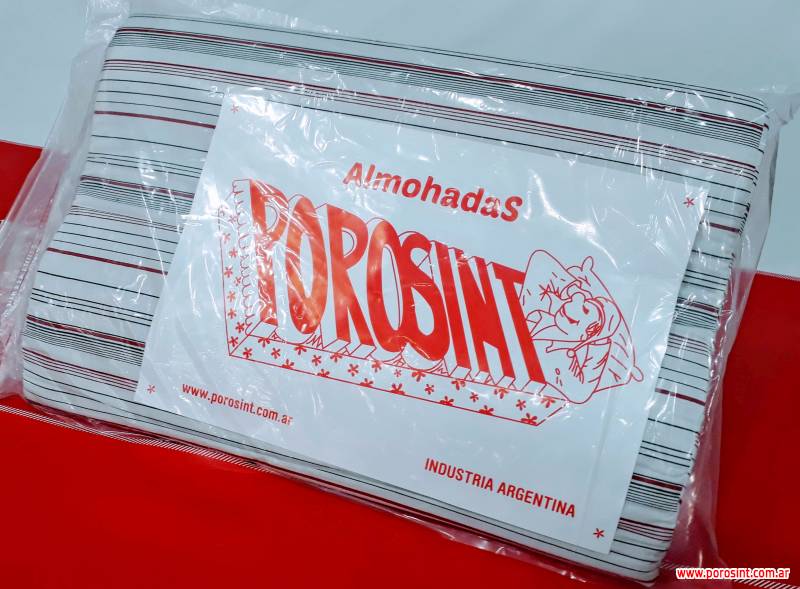 AlmohadaS
POROSINT
www.porosint.com.ar
INDUSTRIA ARGENTINA
www.porosint.com.ar